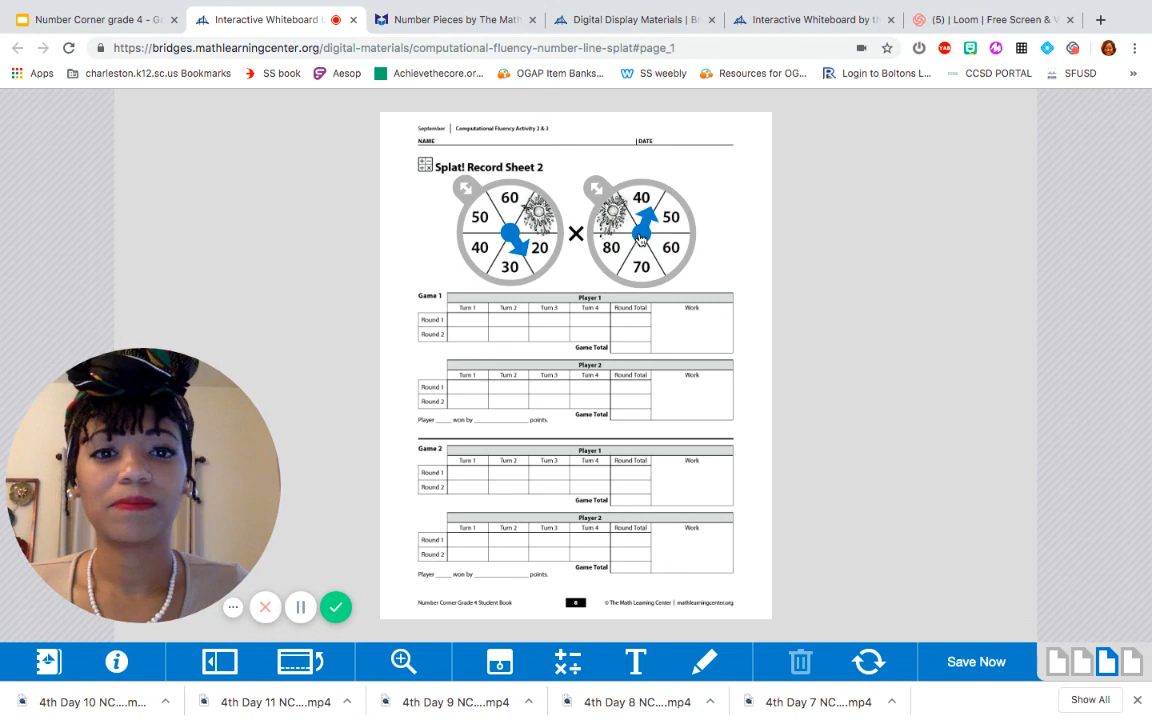 Number Corner grade 4 - G
Interactive Whiteboard
Number Pieces by The Math
Digital Display Materials | Br
Interactive Whiteboard by the
(5) | Loom | Free Screen & V
https://bridges.mathlearningcenter.org/digital-materials/computational-fluency-number-line-splat#page_1
YAB
Apps
charleston.k12.sc.us Bookmarks
SS book
Aesop
Achievethecore.or...
OGAP Item Banks...
SS weekly
Resources for OG...
Login to Boltons L...
CCSD PORTAL
SFUSD
»
September | Computational Fluency Activity 2 & 3
NAME | DATE
Splat! Record Sheet 2
60 40
50 50
×
40 20 80 60
30 70
Game 1 Player 1
Turn 1 Turn 2 Turn 3 Turn 4 Round Total Work
Round 1
Round 2
Game Total
Player 2
Turn 1 Turn 2 Turn 3 Turn 4 Round Total Work
Round 1
Round 2
Game Total
Player ____ won by ____________ points.
Game 2 Player 1
Turn 1 Turn 2 Turn 3 Turn 4 Round Total Work
Round 1
Round 2
Game Total
Player 2
Turn 1 Turn 2 Turn 3 Turn 4 Round Total Work
Round 1
Round 2
Game Total
Player ____ won by ____________ points.
Number Corner Grade 4 Student Book 8 © The Math Learning Center | mathlearningcenter.org
T
Save Now
4th Day 10 NC....m...
4th Day 11 NC....mp4
4th Day 9 NC....mp4
4th Day 8 NC....mp4
4th Day 7 NC....mp4
Show All